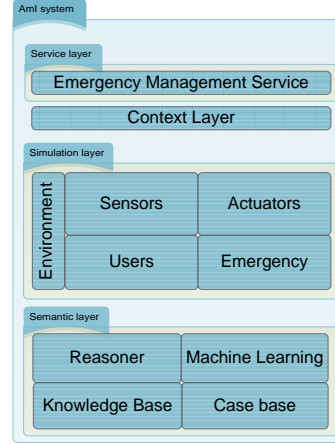 AmI system
Service layer
Emergency Management Service
Context Layer
Simulation layer
Environment
Sensors
Actuators
Users
Emergency
Semantic layer
Reasoner
Machine Learning
Knowledge Base
Case base